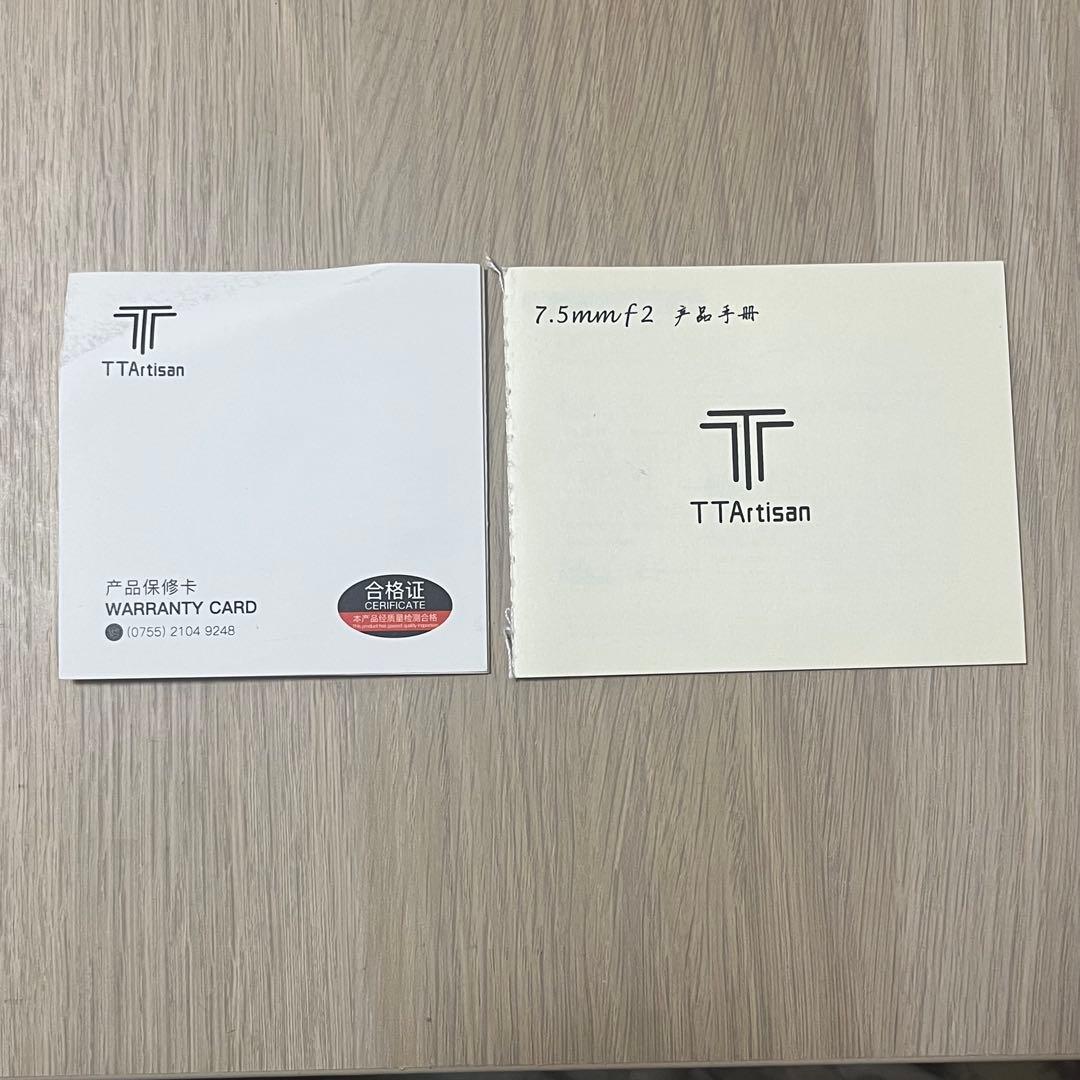 TTArtisan
产品保修卡
WARRANTY CARD
(0755) 2104 9248
合格证
CERIFICATE
本产品经质量检测合格
7.5mm f2 产品手册
TTArtisan